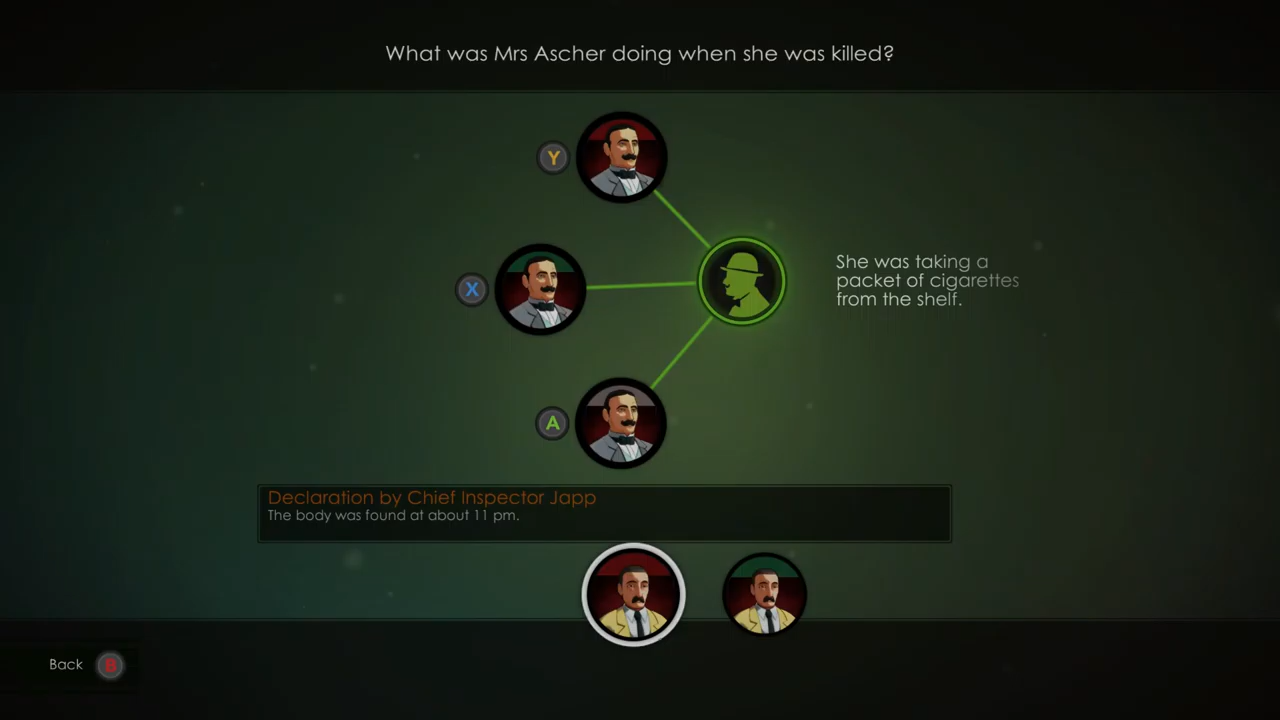 What was Mrs Ascher doing when she was killed?
Y
X
She was taking a
packet of cigarettes
from the shelf.
A
Declaration by Chief Inspector Japp
The body was found at about 11 pm.
Back B